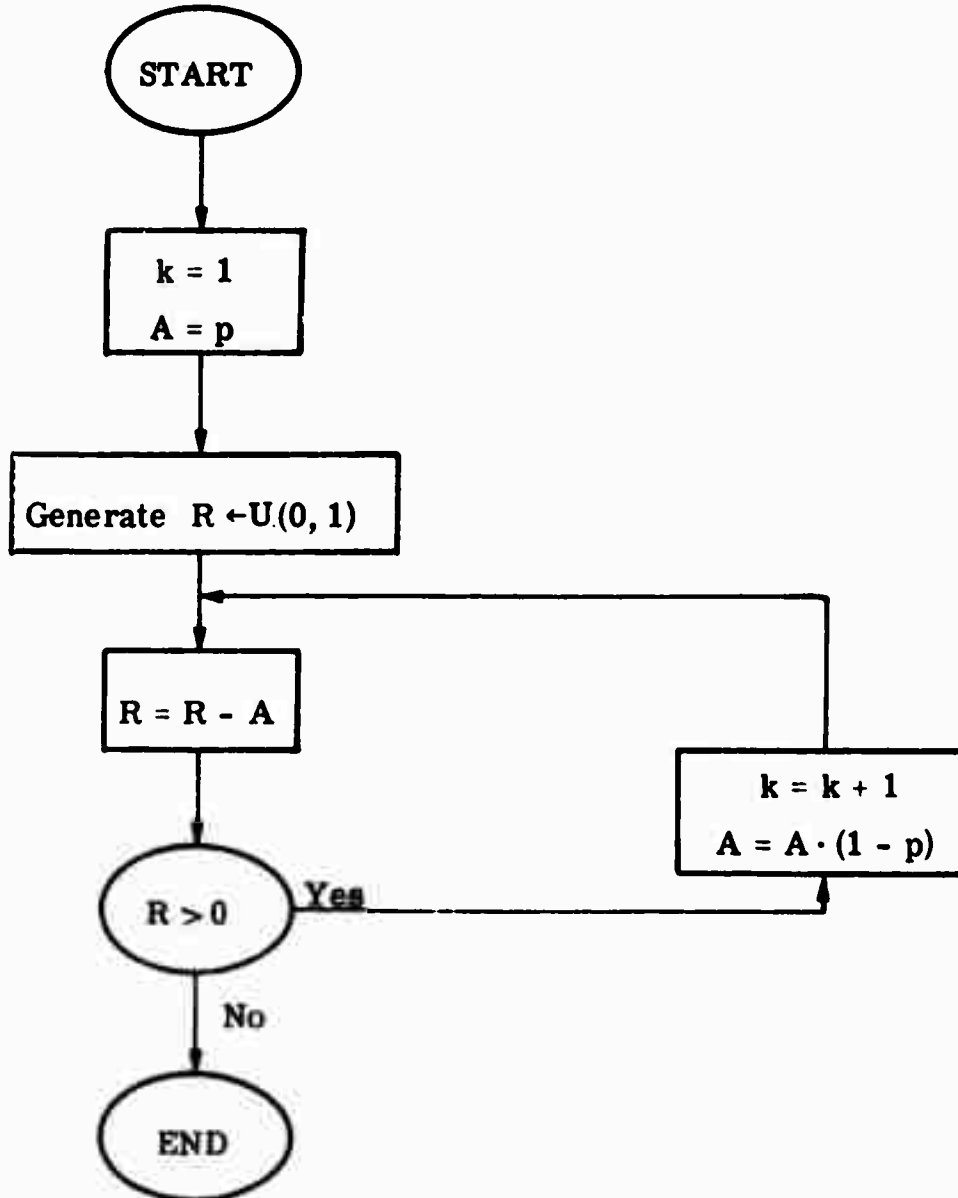 START
k = 1
A = p
Generate R ←U.(0, 1)
R = R - A
k = k + 1
A = A · (1 - p)
R > 0
Yes
No
END